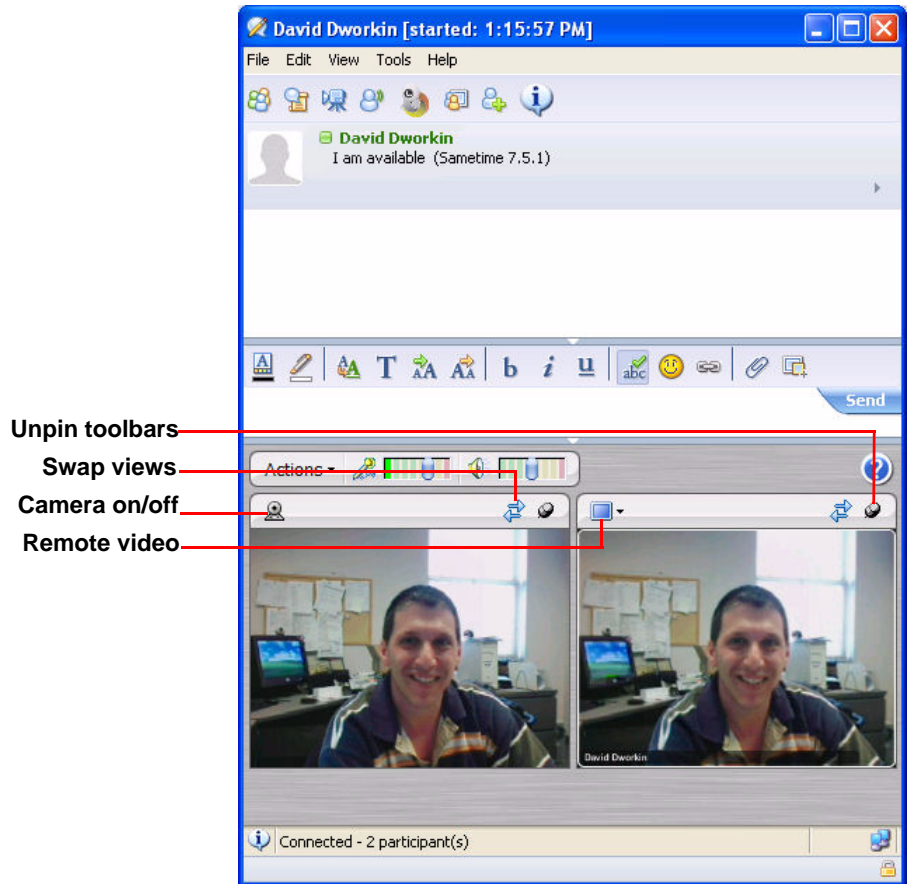 David Dworkin [started: 1:15:57 PM]
File Edit View Tools Help
David Dworkin
I am available (Sametime 7.5.1)
A
A A
T
A A
A A
b i u
abc
Send
Unpin toolbars
Swap views
Camera on/off
Remote video
Actions
?
David Dworkin
Connected - 2 participant(s)